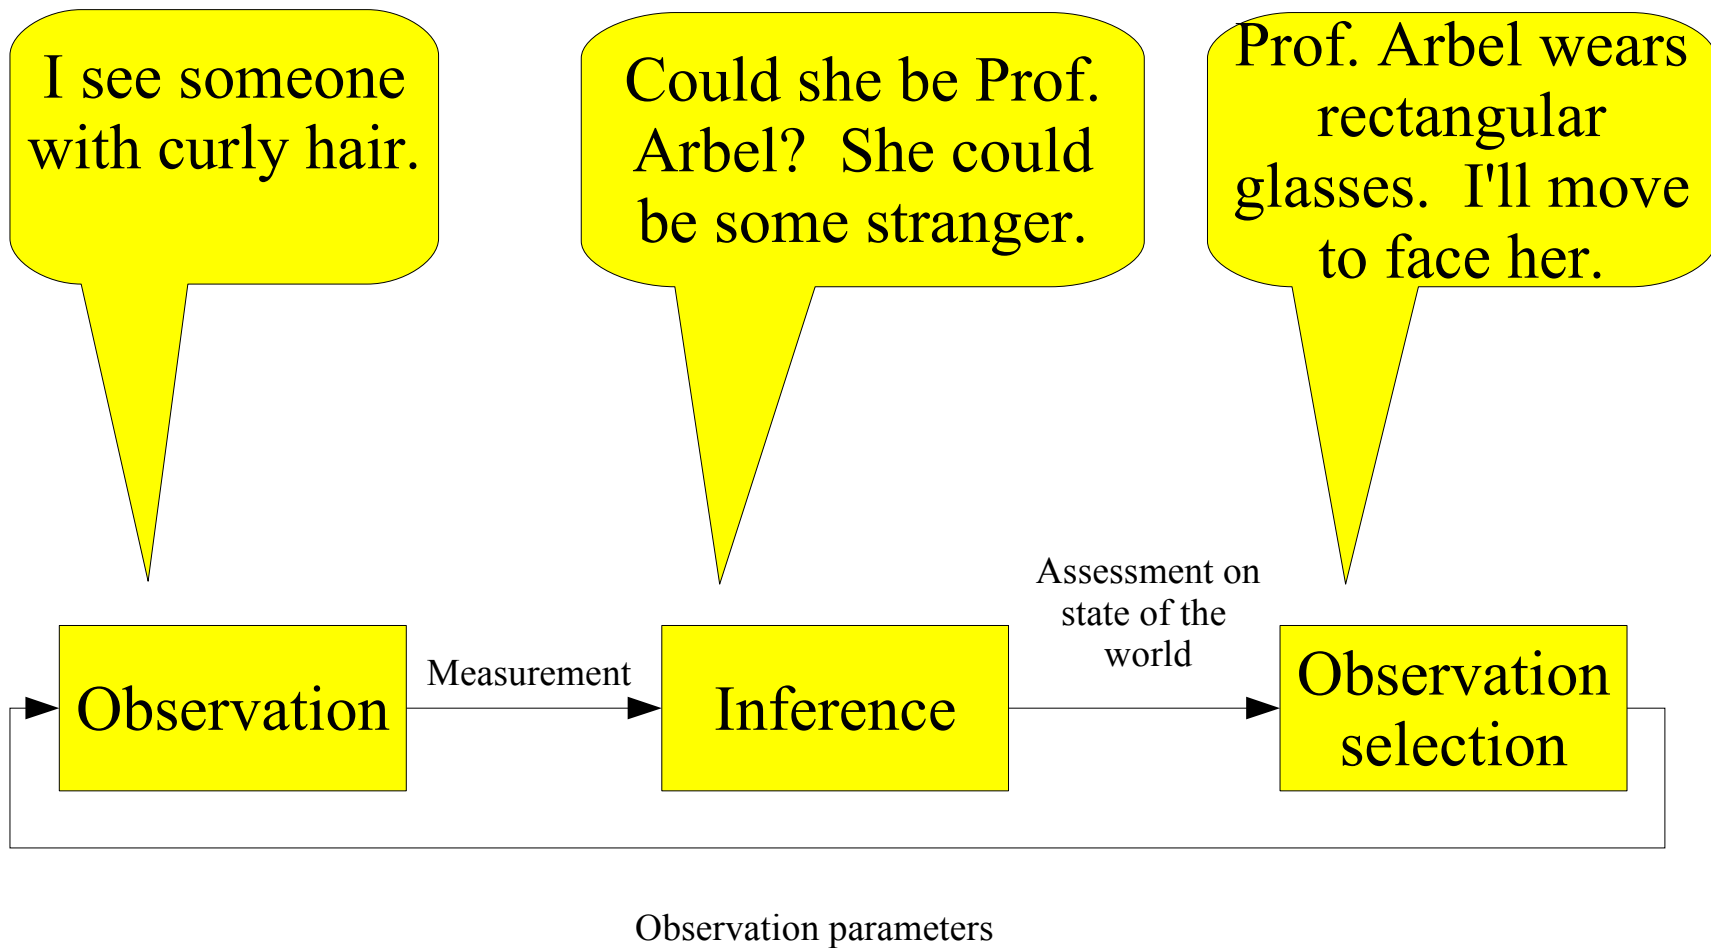 I see someone
with curly hair.
Could she be Prof.
Arbel?  She could
be some stranger.
Prof. Arbel wears
rectangular
glasses.  I'll move
to face her.
Observation
Measurement
Inference
Assessment on
state of the
world
Observation
selection
Observation parameters